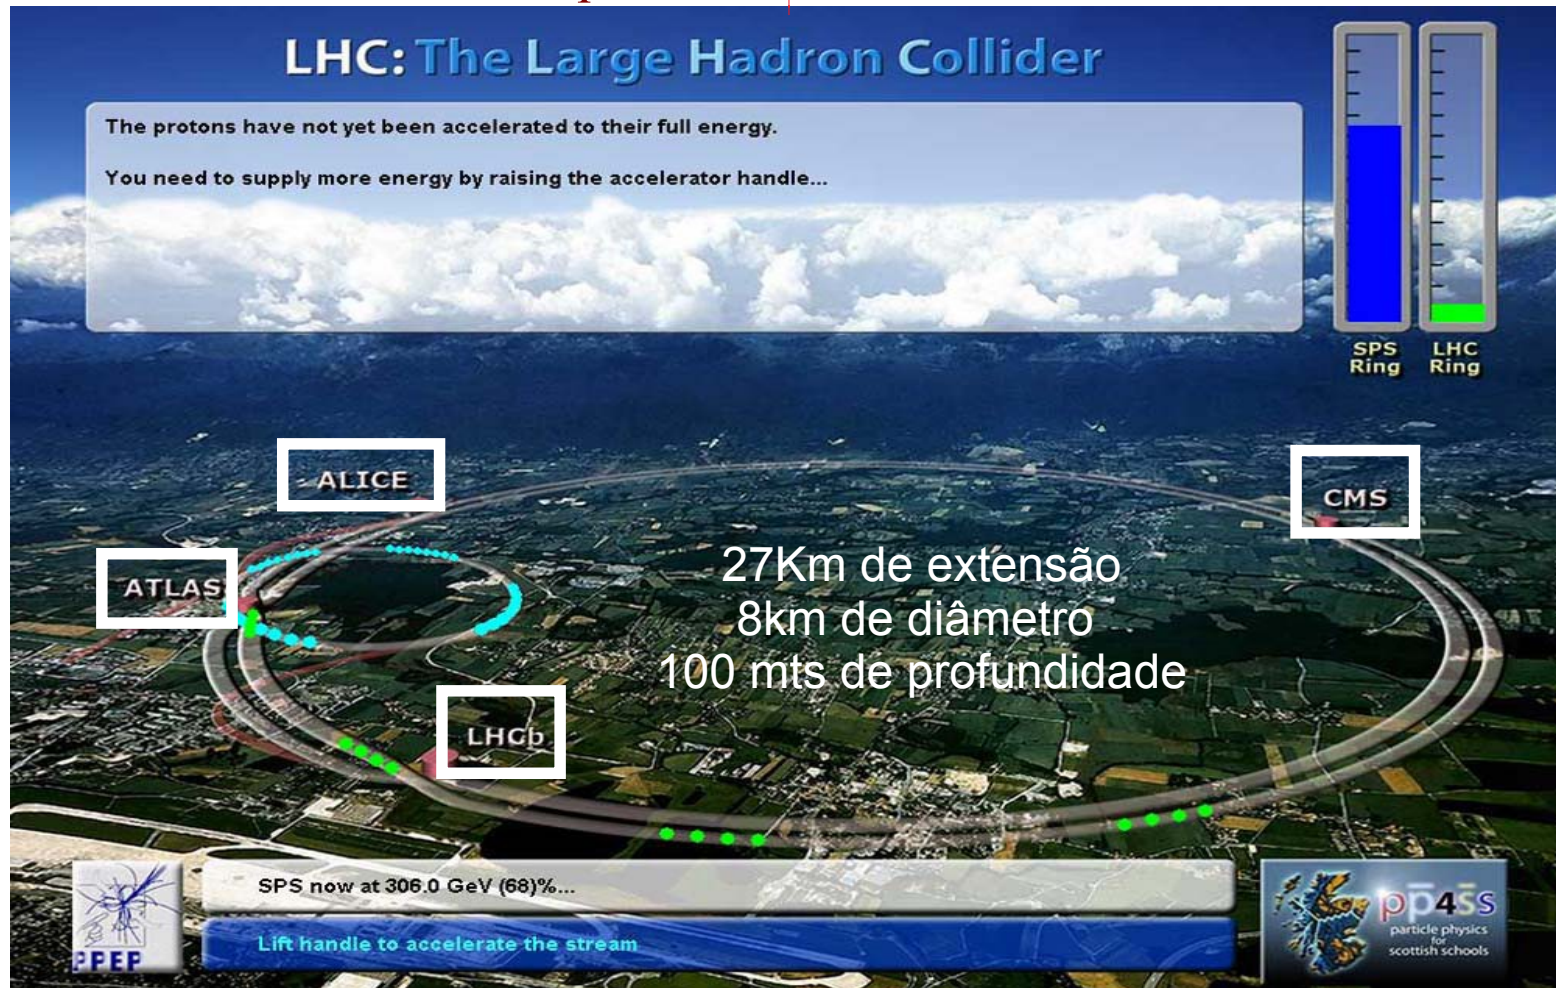 LHC: The Large Hadron Collider
The protons have not yet been accelerated to their full energy.
You need to supply more energy by raising the accelerator handle...
SPS
Ring
LHC
Ring
ALICE
CMS
ATLAS
27Km de extensão
8km de diâmetro
100 mts de profundidade
LHCb
SPS now at 306.0 GeV (68)%...
Lift handle to accelerate the stream
PPEP
pp4ss
particle physics
for
scottish schools